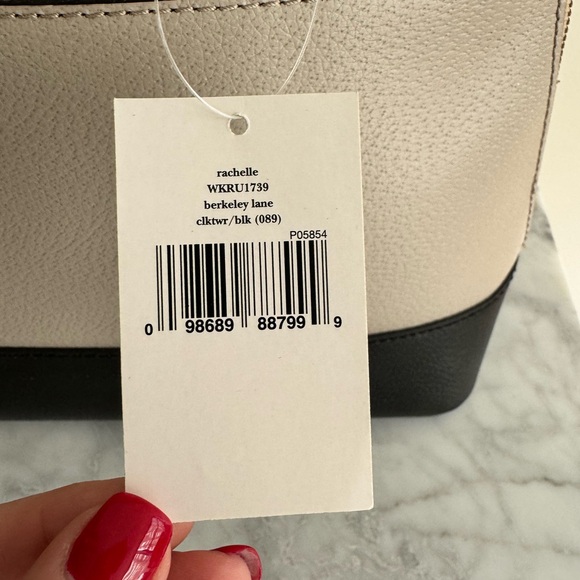 rachelle
WKRU1739
berkeley lane
clktwr/blk (089)
P05854
0 98689 88799 9